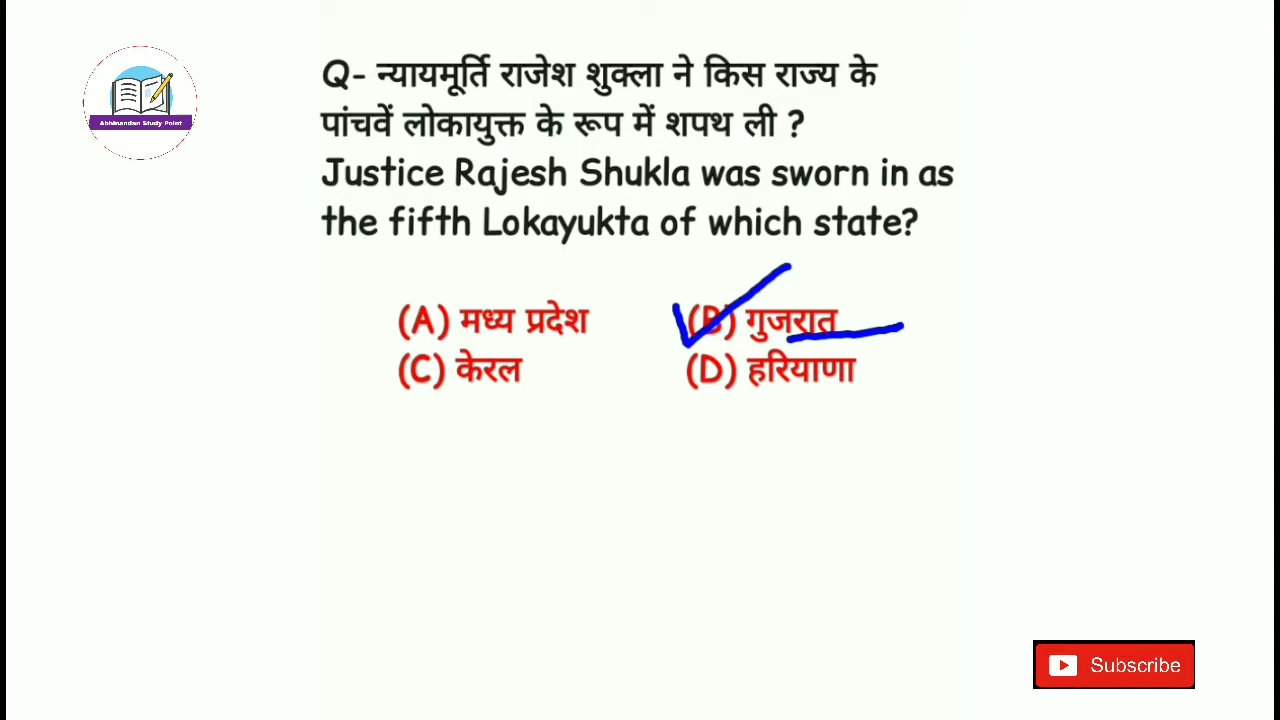 Abhinandan Study Point
Q- न्यायमूर्ति राजेश शुक्ला ने किस राज्य के
पांचवें लोकायुक्त के रूप में शपथ ली ?
Justice Rajesh Shukla was sworn in as
the fifth Lokayukta of which state?
(A) मध्य प्रदेश (B) गुजरात
(C) केरल (D) हरियाणा
Subscribe